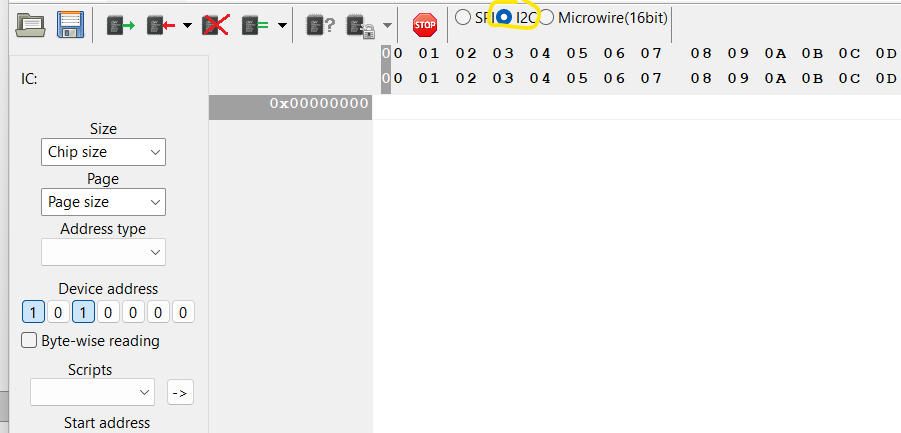 STOP SPI I2C Microwire(16bit)
00 01 02 03 04 05 06 07 08 09 0A 0B 0C 0D
00 01 02 03 04 05 06 07 08 09 0A 0B 0C 0D
0x00000000
IC:
Size
Chip size
Page
Page size
Address type
Device address
1 0 1 0 0 0 0
Byte-wise reading
Scripts
->
Start address